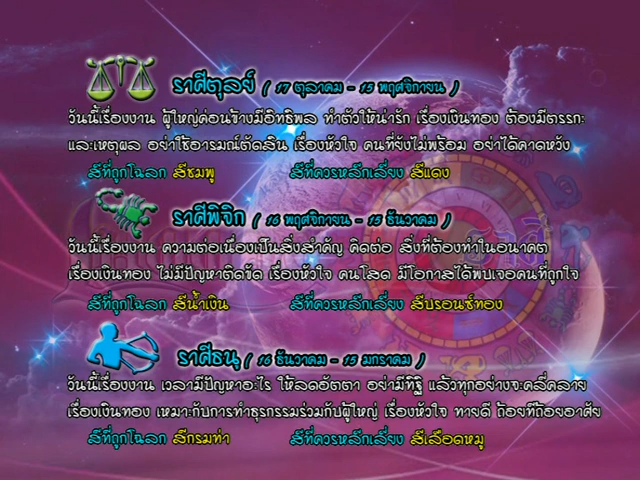 ราศีตุลย์ ( 17 ตุลาคม - 15 พฤศจิกายน )
วันนี้เรื่องงาน ผู้ใหญ่ค่อนข้างมีอิทธิพล ทำตัวให้น่ารัก เรื่องเงินทอง ต้องมีตรรกะ
และเหตุผล อย่าใช้อารมณ์ตัดสิน เรื่องหัวใจ คนที่ยังไม่พร้อม อย่าได้คาดหวัง
สีที่ถูกโฉลก สีชมพู สีที่ควรหลีกเลี่ยง สีแดง
ราศีพิจิก ( 16 พฤศจิกายน - 15 ธันวาคม )
วันนี้เรื่องงาน ความต่อเนื่องเป็นสิ่งสำคัญ คิดต่อ สิ่งที่ต้องทำในอนาคต
เรื่องเงินทอง ไม่มีปัญหาติดขัด เรื่องหัวใจ คนโสด มีโอกาสได้พบเจอคนที่ถูกใจ
สีที่ถูกโฉลก สีน้ำเงิน สีที่ควรหลีกเลี่ยง สีบรอนซ์ทอง
ราศีธนู ( 16 ธันวาคม - 15 มกราคม )
วันนี้เรื่องงาน เวลามีปัญหาอะไร ให้ลดอัตตา อย่ามีทิฐิ แล้วทุกอย่างจะคลี่คลาย
เรื่องเงินทอง เหมาะกับการทำธุรกรรมร่วมกับผู้ใหญ่ เรื่องหัวใจ ทายดี ถ้อยทีถ้อยอาศัย
สีที่ถูกโฉลก สีกรมท่า สีที่ควรหลีกเลี่ยง สีเลือดหมู